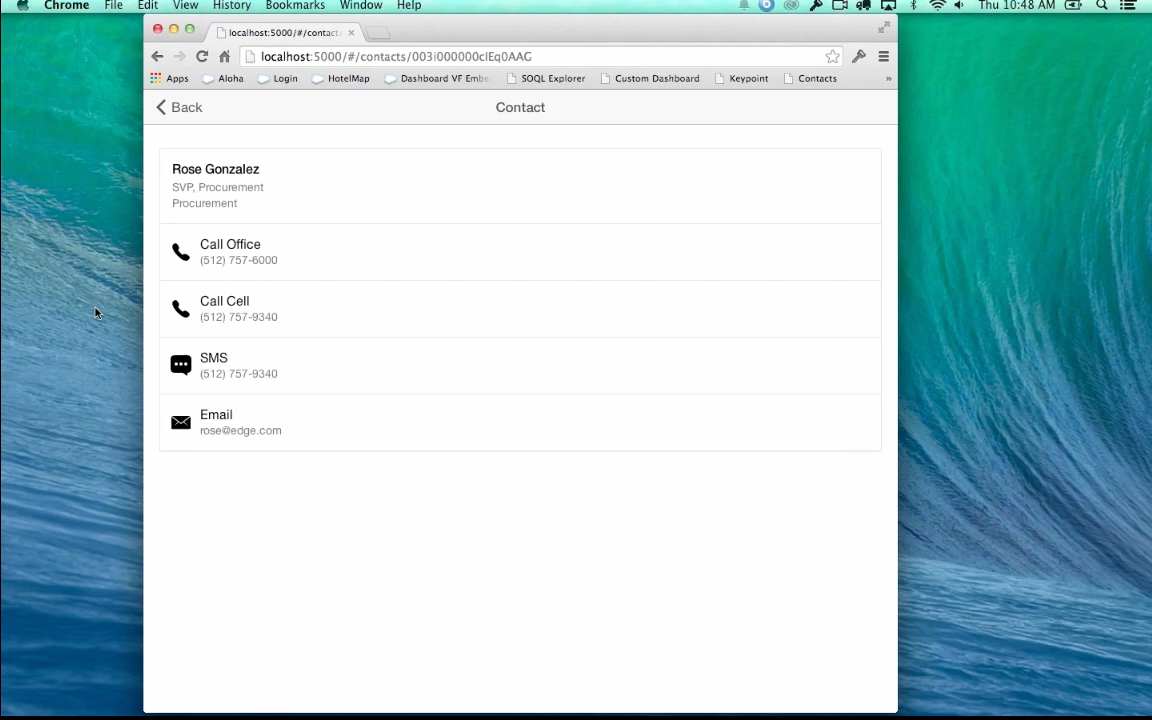 Chrome File Edit View History Bookmarks Window Help Thu 10:48 AM
localhost:5000/#/contact
localhost:5000/#/contacts/003i000000cIEq0AAG
Apps Aloha Login HotelMap Dashboard VF Embe SOQL Explorer Custom Dashboard Keypoint Contacts »
Back Contact
Rose Gonzalez
SVP, Procurement
Procurement
Call Office
(512) 757-6000
Call Cell
(512) 757-9340
SMS
(512) 757-9340
Email
rose@edge.com